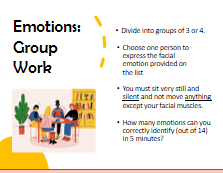 Emotions:
Group
Work
• Divide into groups of 3 or 4.
• Choose one person to
express the facial
emotion provided on
the list
• You must sit very still and
silent and not move anything
except your facial muscles.
• How many emotions can you
correctly identify (out of 14)
in 5 minutes?